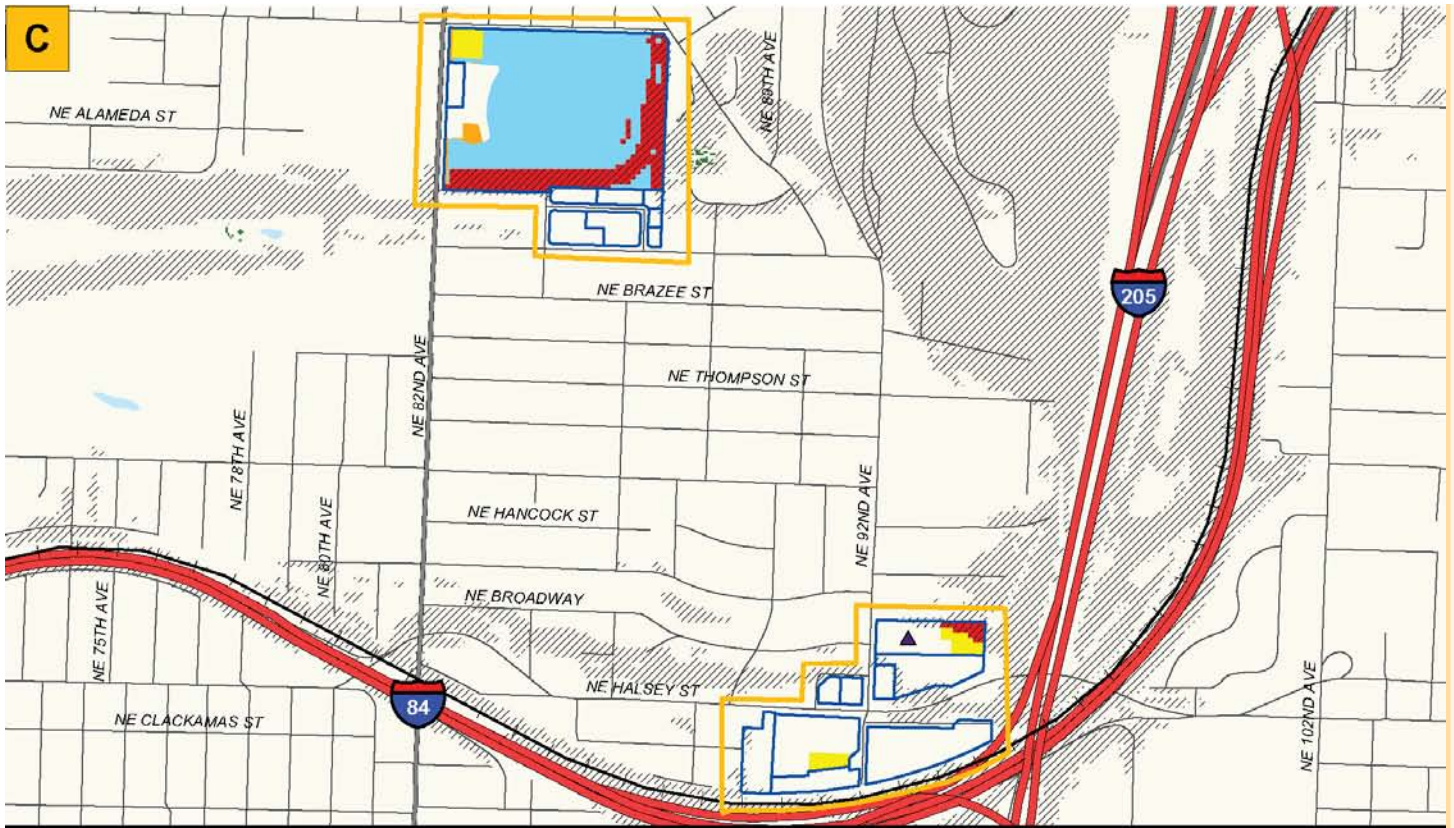 C
NE ALAMEDA ST
NE 89TH AVE
NE BRAZEE ST
205
NE THOMPSON ST
NE 82ND AVE
NE 78TH AVE
NE 80TH AVE
NE HANCOCK ST
NE 92ND AVE
NE BROADWAY
NE 75TH AVE
NE HALSEY ST
84
NE CLACKAMAS ST
NE 102ND AVE